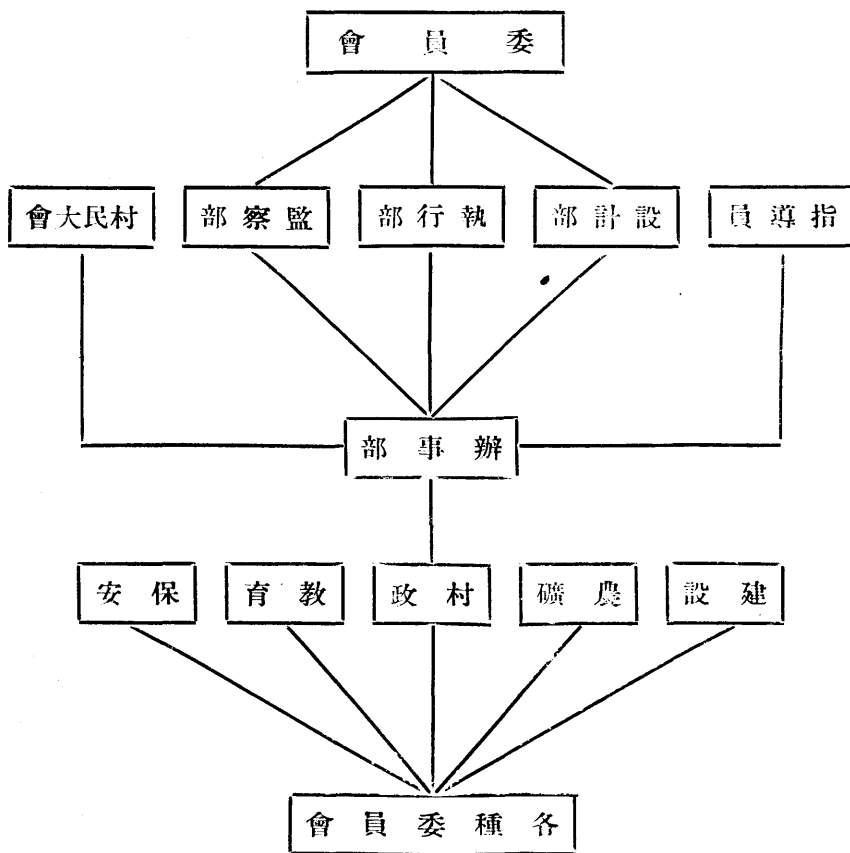 委員會
指導員
設計部
執行部
監察部
村民大會
辦事部
建設
農礦
村政
教育
保安
各種委員會